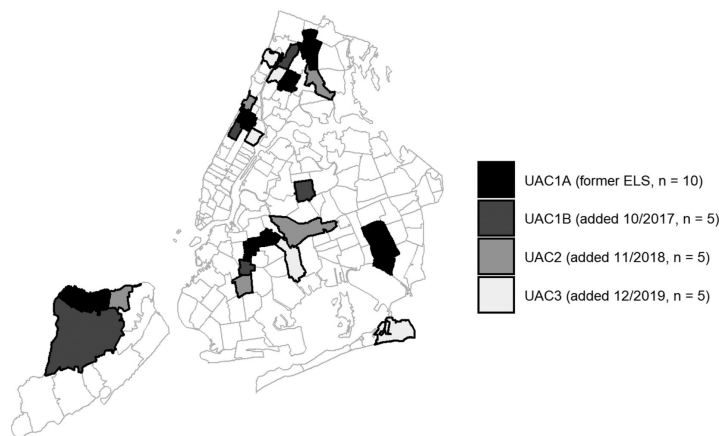 UAC1A (former ELS, n = 10)
UAC1B (added 10/2017, n = 5)
UAC2 (added 11/2018, n = 5)
UAC3 (added 12/2019, n = 5)